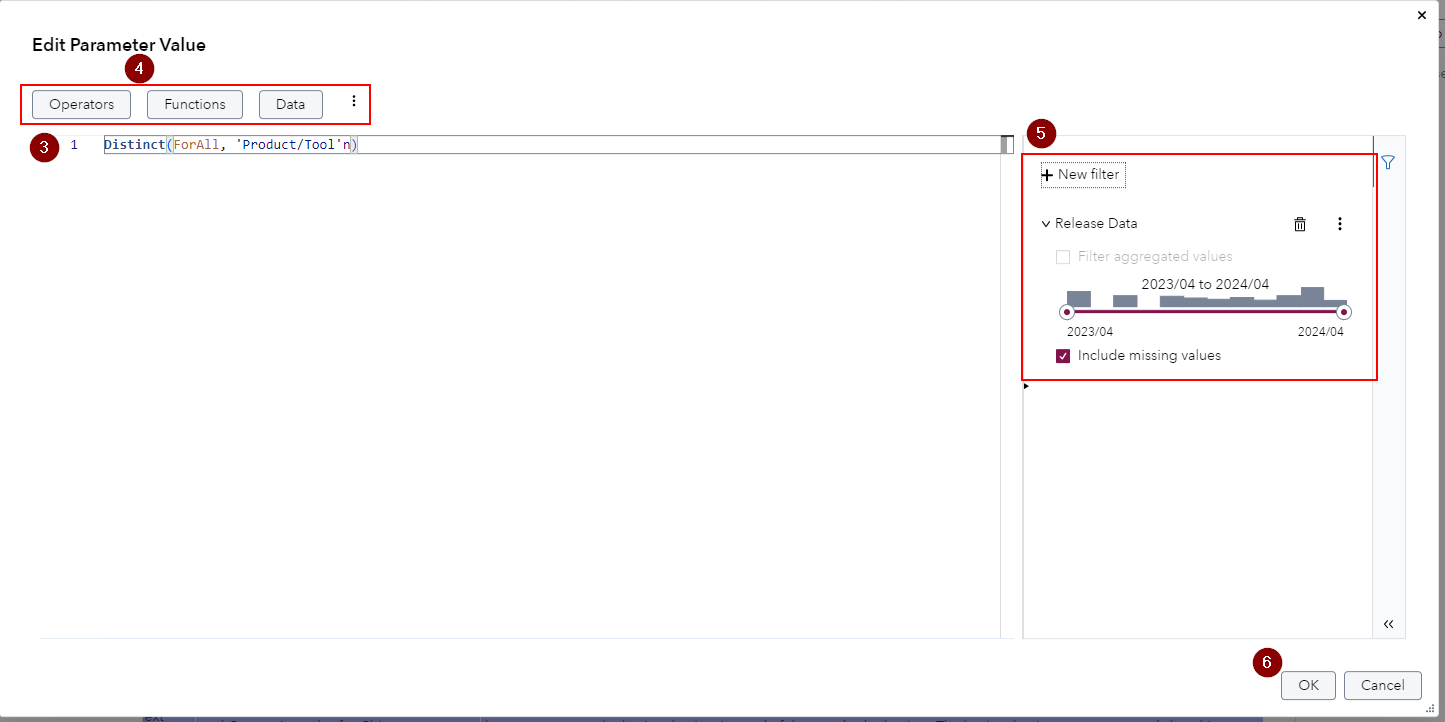 Edit Parameter Value
4
Operators Functions Data
3 1 Distinct(ForAll, 'Product/Tool'n)
5
New filter
Release Data
Filter aggregated values
2023/04 to 2024/04
2023/04 2024/04
Include missing values
6
OK Cancel